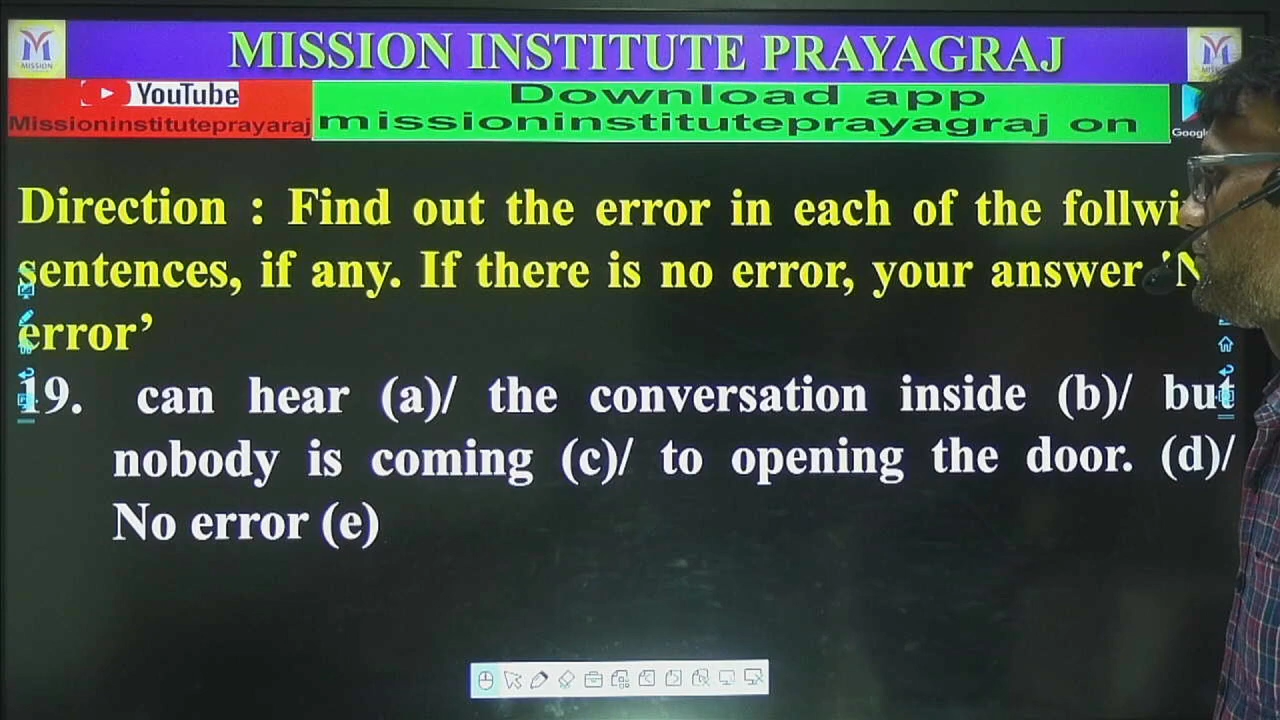 MISSION INSTITUTE PRAYAGRAJ
MISSION
YouTube
Download app
Missioninstituteprayaraj
missioninstituteprayagraj on
Direction : Find out the error in each of the
sentences, if any. If there is no error, your answer
error’
19. can hear (a)/ the conversation inside (b)/ but
nobody is coming (c)/ to opening the door. (d)/
No error (e)